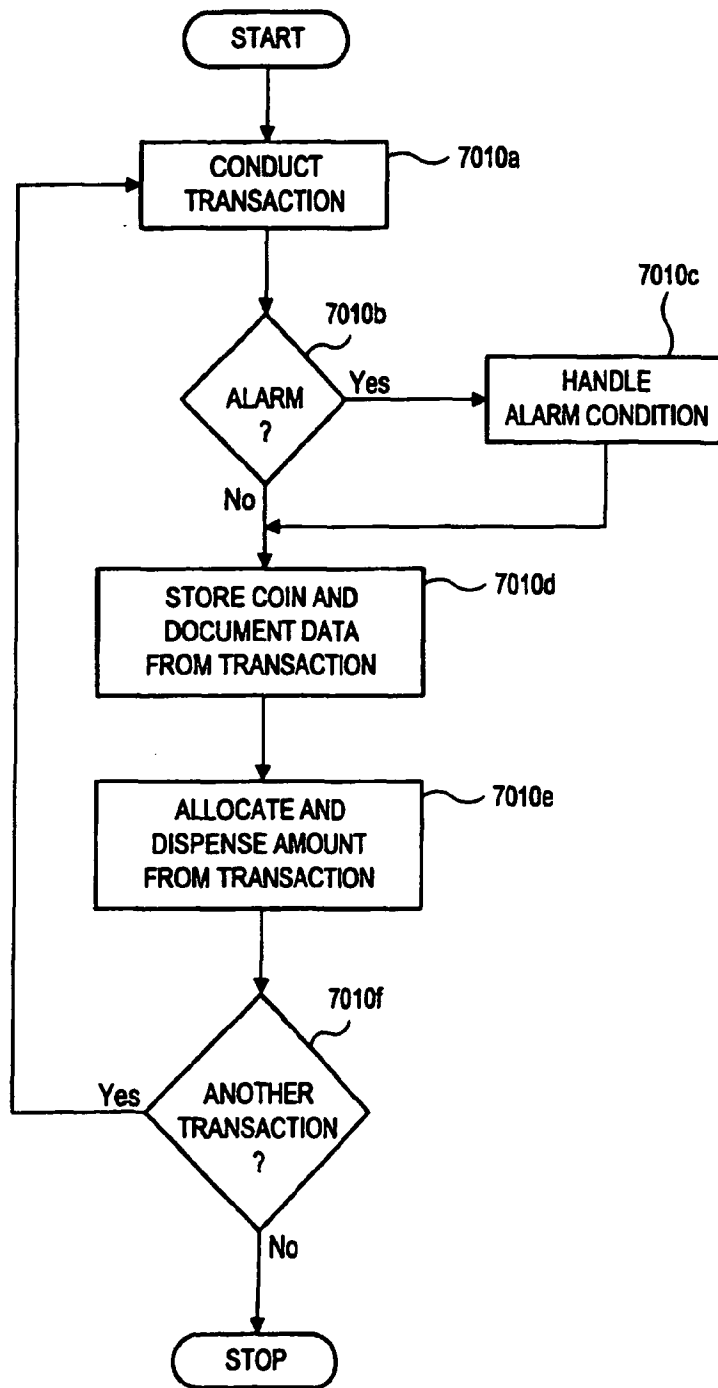 START
CONDUCT
TRANSACTION
7010a
7010b
ALARM
?
Yes
7010c
HANDLE
ALARM CONDITION
No
STORE COIN AND
DOCUMENT DATA
FROM TRANSACTION
7010d
ALLOCATE AND
DISPENSE AMOUNT
FROM TRANSACTION
7010e
7010f
Yes
ANOTHER
TRANSACTION
?
No
STOP